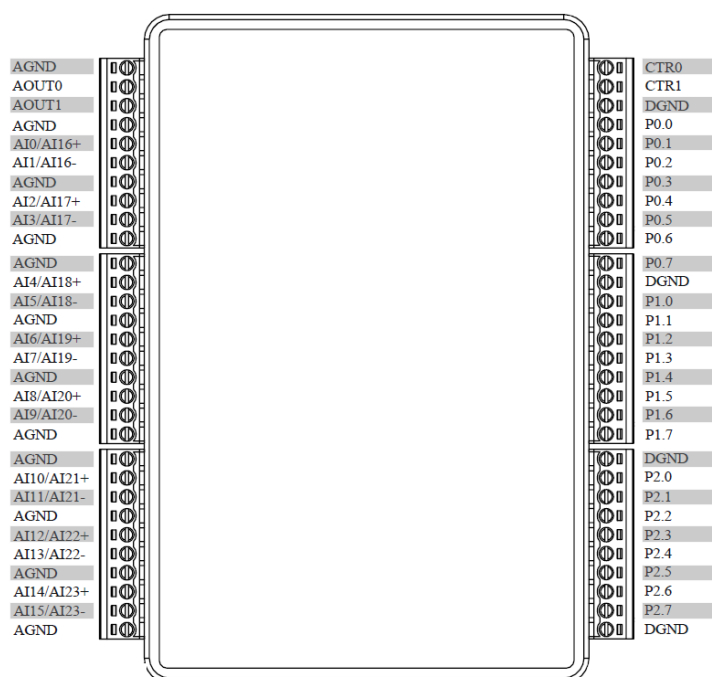 AGND
AOUT0
AOUT1
AGND
AI0/AI16+
AI1/AI16-
AGND
AI2/AI17+
AI3/AI17-
AGND
AGND
AI4/AI18+
AI5/AI18-
AGND
AI6/AI19+
AI7/AI19-
AGND
AI8/AI20+
AI9/AI20-
AGND
AGND
AI10/AI21+
AI11/AI21-
AGND
AI12/AI22+
AI13/AI22-
AGND
AI14/AI23+
AI15/AI23-
AGND
CTR0
CTR1
DGND
P0.0
P0.1
P0.2
P0.3
P0.4
P0.5
P0.6
P0.7
DGND
P1.0
P1.1
P1.2
P1.3
P1.4
P1.5
P1.6
P1.7
DGND
P2.0
P2.1
P2.2
P2.3
P2.4
P2.5
P2.6
P2.7
DGND